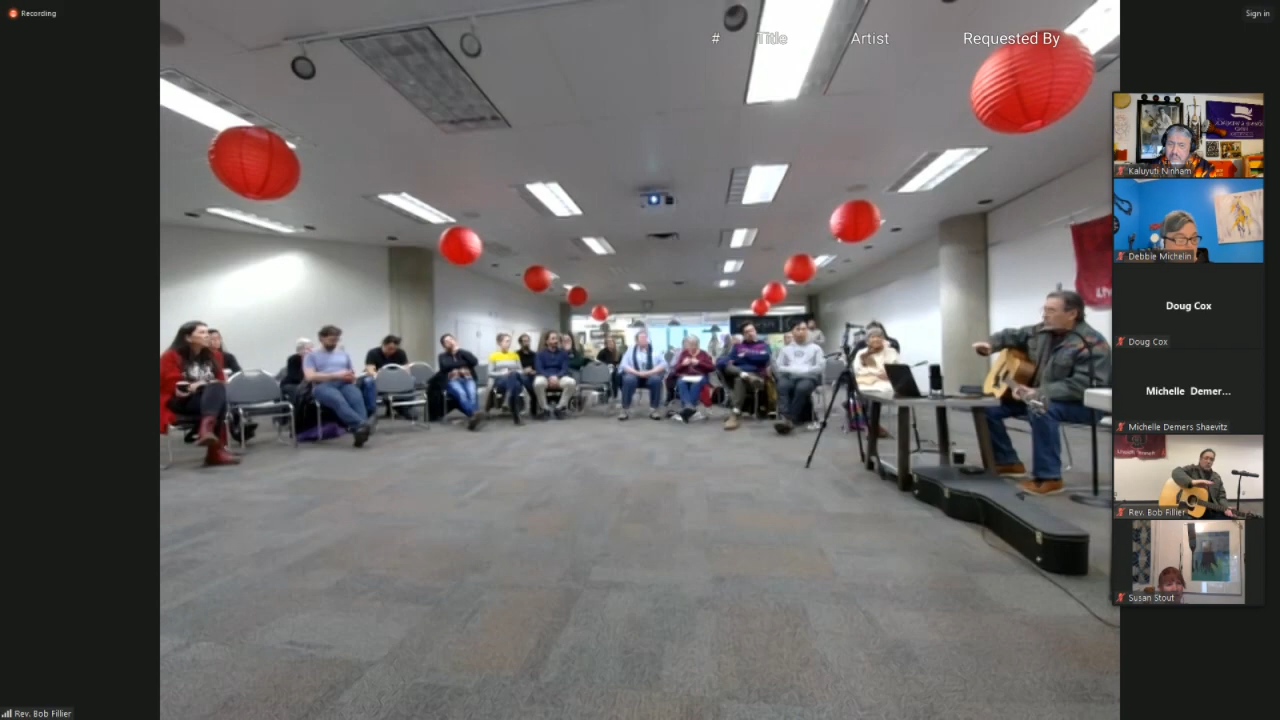 Recording
Sign in
# Title Artist Requested By
Kaluyuti Ninham
Debbie Michelin
Doug Cox
Doug Cox
Michelle Demer...
Michelle Demers Shaevitz
Rev. Bob Fillier
Susan Stout
Rev. Bob Fillier